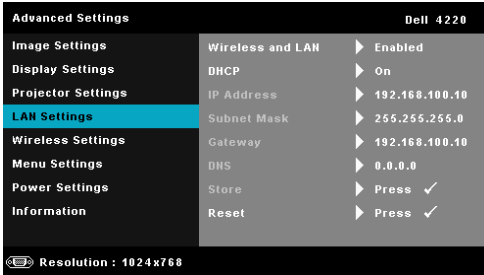 Advanced Settings Dell 4220
Image Settings Wireless and LAN Enabled
Display Settings DHCP On
Projector Settings IP Address 192.168.100.10
LAN Settings Subnet Mask 255.255.255.0
Wireless Settings Gateway 192.168.100.10
Menu Settings DNS 0.0.0.0
Power Settings Store Press ✓
Information Reset Press ✓
Resolution : 1024x768